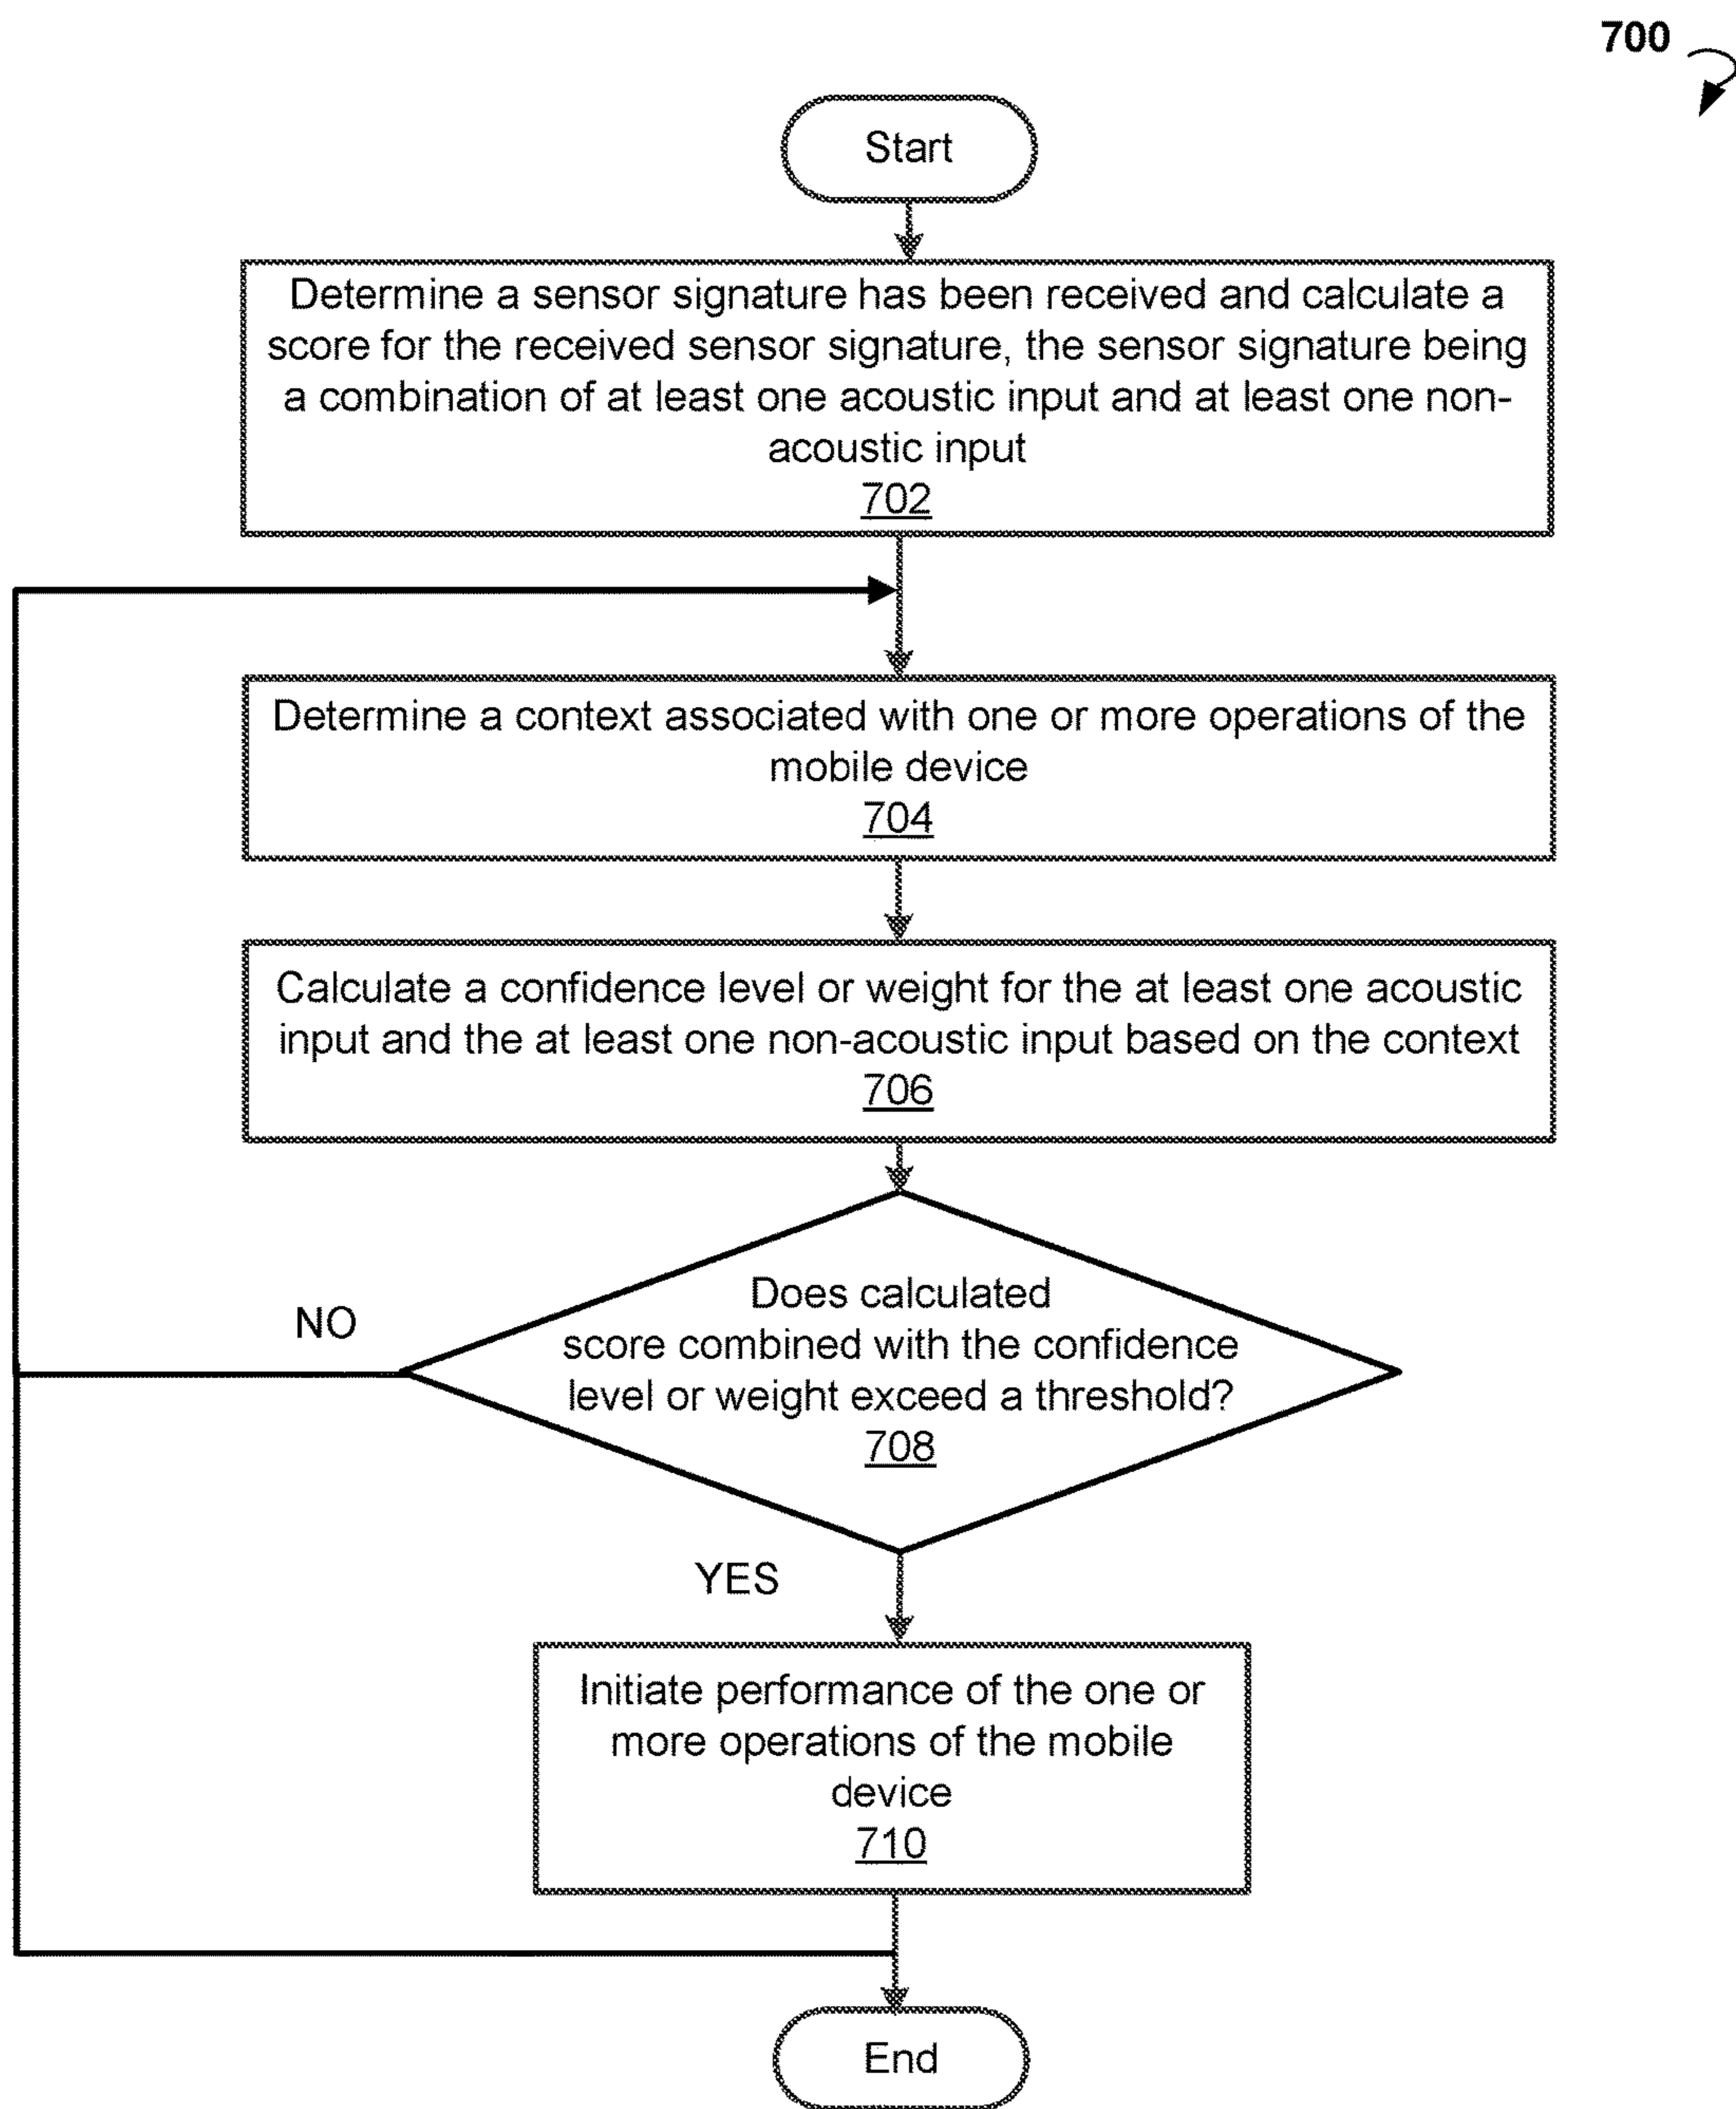 700
Start
Determine a sensor signature has been received and calculate a
score for the received sensor signature, the sensor signature being
a combination of at least one acoustic input and at least one non-
acoustic input
702
Determine a context associated with one or more operations of the
mobile device
704
Calculate a confidence level or weight for the at least one acoustic
input and the at least one non-acoustic input based on the context
706
Does calculated
score combined with the confidence
level or weight exceed a threshold?
708
NO
YES
Initiate performance of the one or
more operations of the mobile
device
710
End